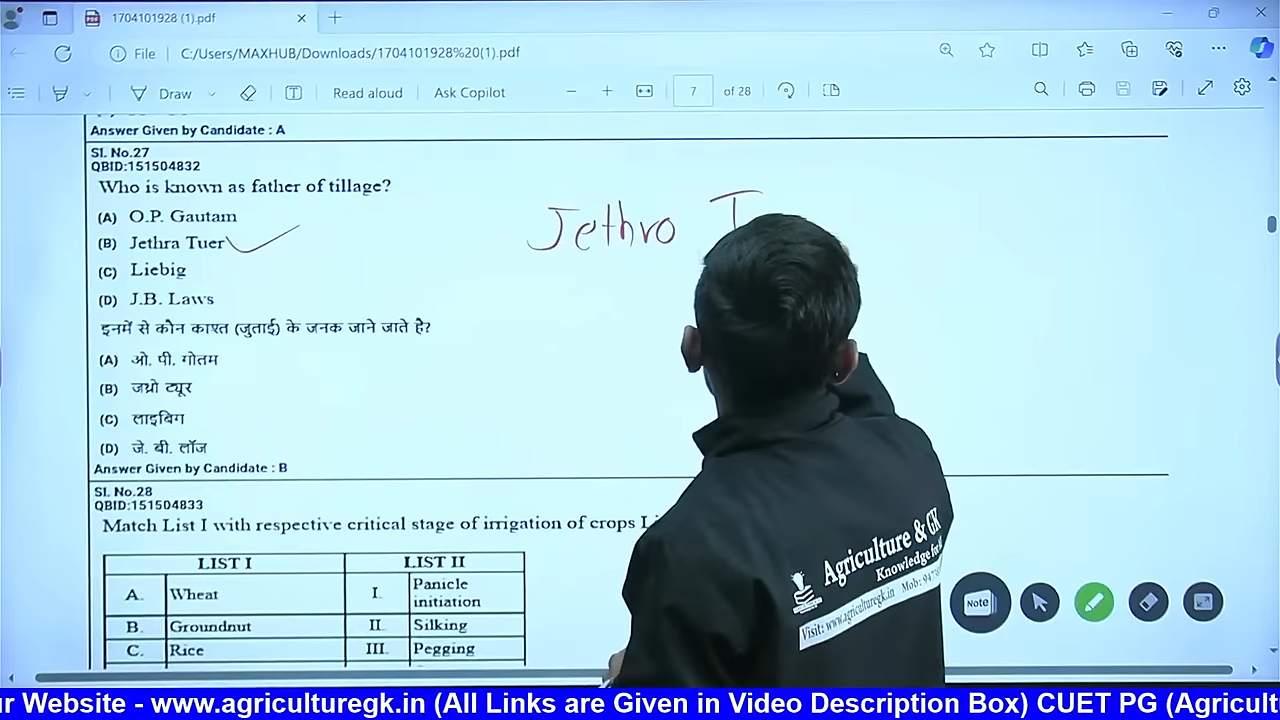 1704101928 (1).pdf
File C:/Users/MAXHUB/Downloads/1704101928%20(1).pdf
Draw Read aloud Ask Copilot 7 of 28
Answer Given by Candidate : A
SI. No.27
QBID:151504832
Who is known as father of tillage?
(A) O.P. Gautam
(B) Jethra Tuer
(C) Liebig
(D) J.B. Laws
Jethro T
इनमें से कौन काश्त (जुताई) के जनक जाने जाते है?
(A) ओ. पी. गोतम
(B) जथ्रो ट्यूर
(C) लाइबिग
(D) जे. बी. लॉज
Answer Given by Candidate : B
SI. No.28
QBID:151504833
Match List I with respective critical stage of irrigation of crops
LIST I LIST II
A. Wheat I. Panicle initiation
B. Groundnut II. Silking
C. Rice III. Pegging
Agriculture & GK
Knowledge for
Visit: www.agriculturegk.in Mob:
Note
ur Website - www.agriculturegk.in (All Links are Given in Video Description Box) CUET PG (Agricult